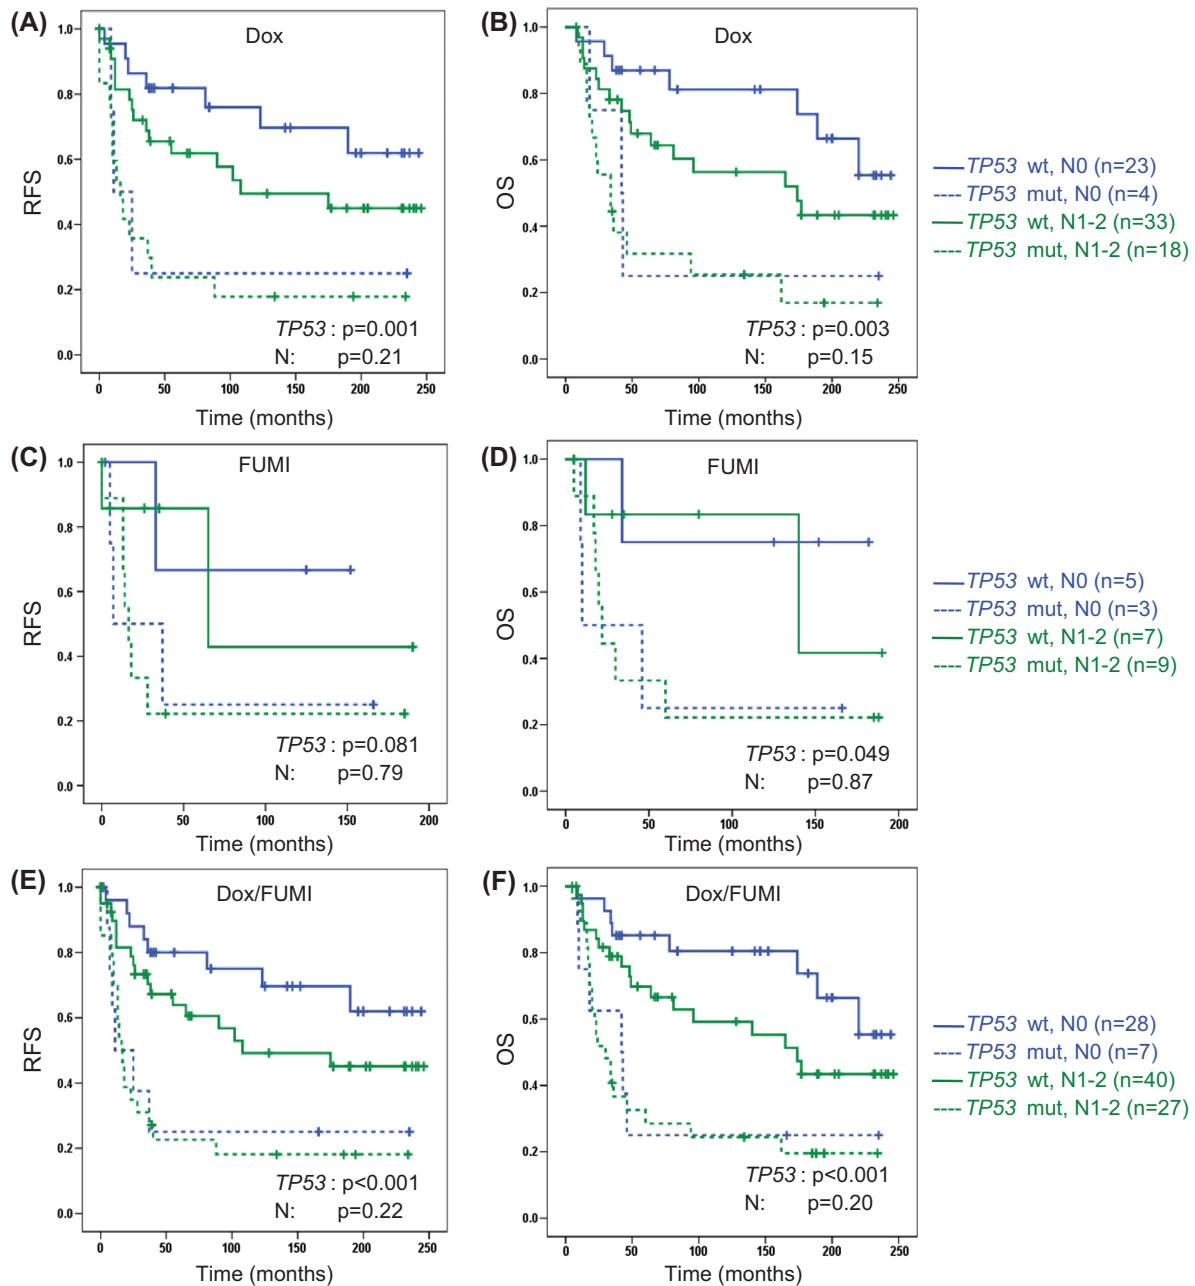 (A)
Dox
1.0
0.8
0.6
0.4
0.2
0.0
RFS
TP53 : p=0.001
N: p=0.21
0 50 100 150 200 250
Time (months)
(B)
Dox
1.0
0.8
0.6
0.4
0.2
0.0
OS
TP53 : p=0.003
N: p=0.15
0 50 100 150 200 250
Time (months)
TP53 wt, N0 (n=23)
TP53 mut, N0 (n=4)
TP53 wt, N1-2 (n=33)
TP53 mut, N1-2 (n=18)
(C)
FUMI
1.0
0.8
0.6
0.4
0.2
0.0
RFS
TP53 : p=0.081
N: p=0.79
0 50 100 150 200
Time (months)
(D)
FUMI
1.0
0.8
0.6
0.4
0.2
0.0
OS
TP53 : p=0.049
N: p=0.87
0 50 100 150 200
Time (months)
TP53 wt, N0 (n=5)
TP53 mut, N0 (n=3)
TP53 wt, N1-2 (n=7)
TP53 mut, N1-2 (n=9)
(E)
Dox/FUMI
1.0
0.8
0.6
0.4
0.2
0.0
RFS
TP53 : p<0.001
N: p=0.22
0 50 100 150 200 250
Time (months)
(F)
Dox/FUMI
1.0
0.8
0.6
0.4
0.2
0.0
OS
TP53 : p<0.001
N: p=0.20
0 50 100 150 200 250
Time (months)
TP53 wt, N0 (n=28)
TP53 mut, N0 (n=7)
TP53 wt, N1-2 (n=40)
TP53 mut, N1-2 (n=27)